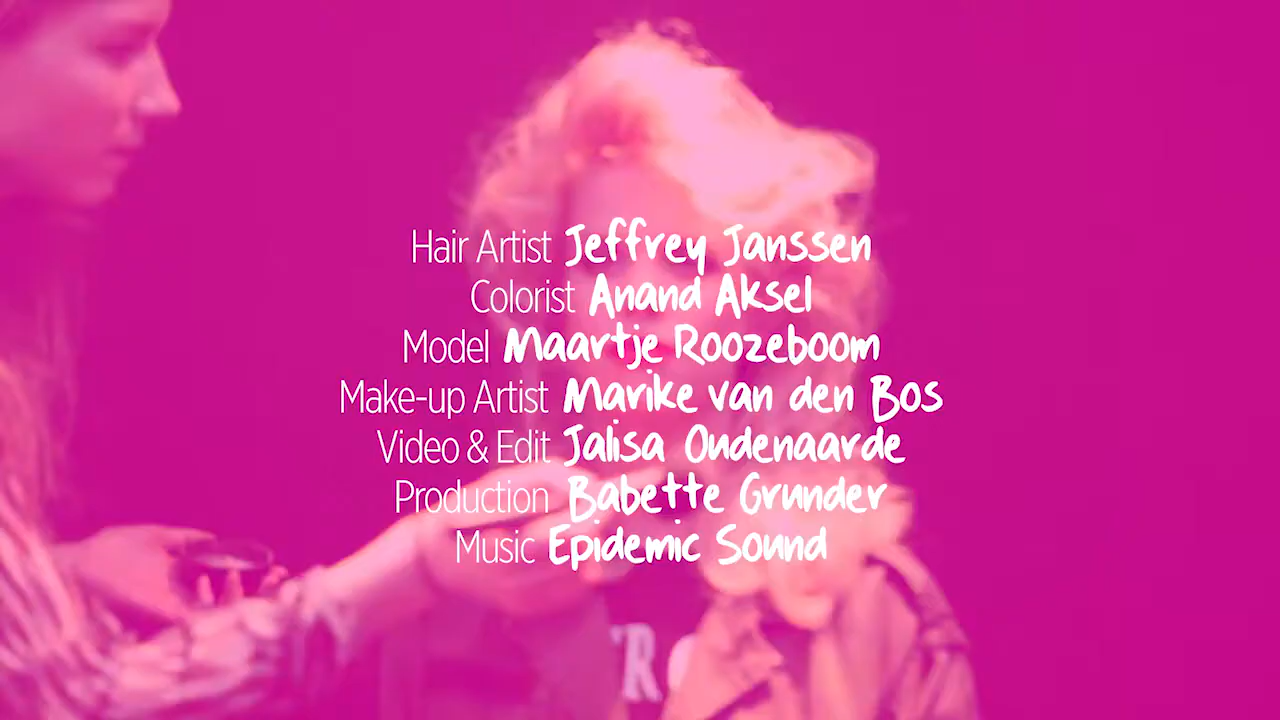 Hair Artist Jeffrey Janssen
Colorist Anand Aksel
Model Maartje Roozeboom
Make-up Artist Marike van den Bos
Video & Edit Jalisa Oudenaarde
Production Babette Grunder
Music Epidemic Sound